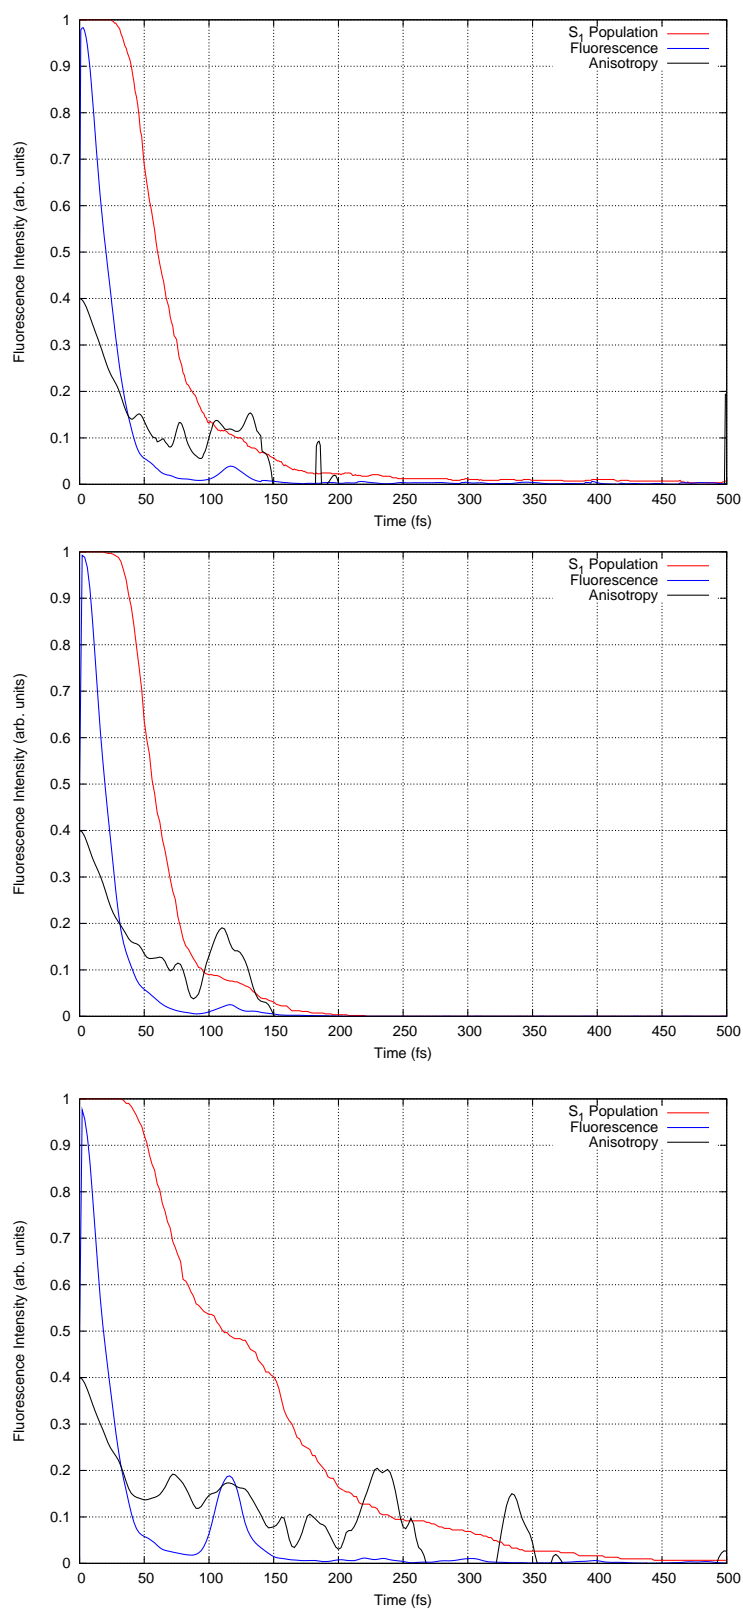 S1 Population
Fluorescence
Anisotropy
1
0.9
0.8
0.7
0.6
0.5
0.4
0.3
0.2
0.1
0
Fluorescence Intensity (arb. units)
0 50 100 150 200 250 300 350 400 450 500
Time (fs)
S1 Population
Fluorescence
Anisotropy
1
0.9
0.8
0.7
0.6
0.5
0.4
0.3
0.2
0.1
0
Fluorescence Intensity (arb. units)
0 50 100 150 200 250 300 350 400 450 500
Time (fs)
S1 Population
Fluorescence
Anisotropy
1
0.9
0.8
0.7
0.6
0.5
0.4
0.3
0.2
0.1
0
Fluorescence Intensity (arb. units)
0 50 100 150 200 250 300 350 400 450 500
Time (fs)